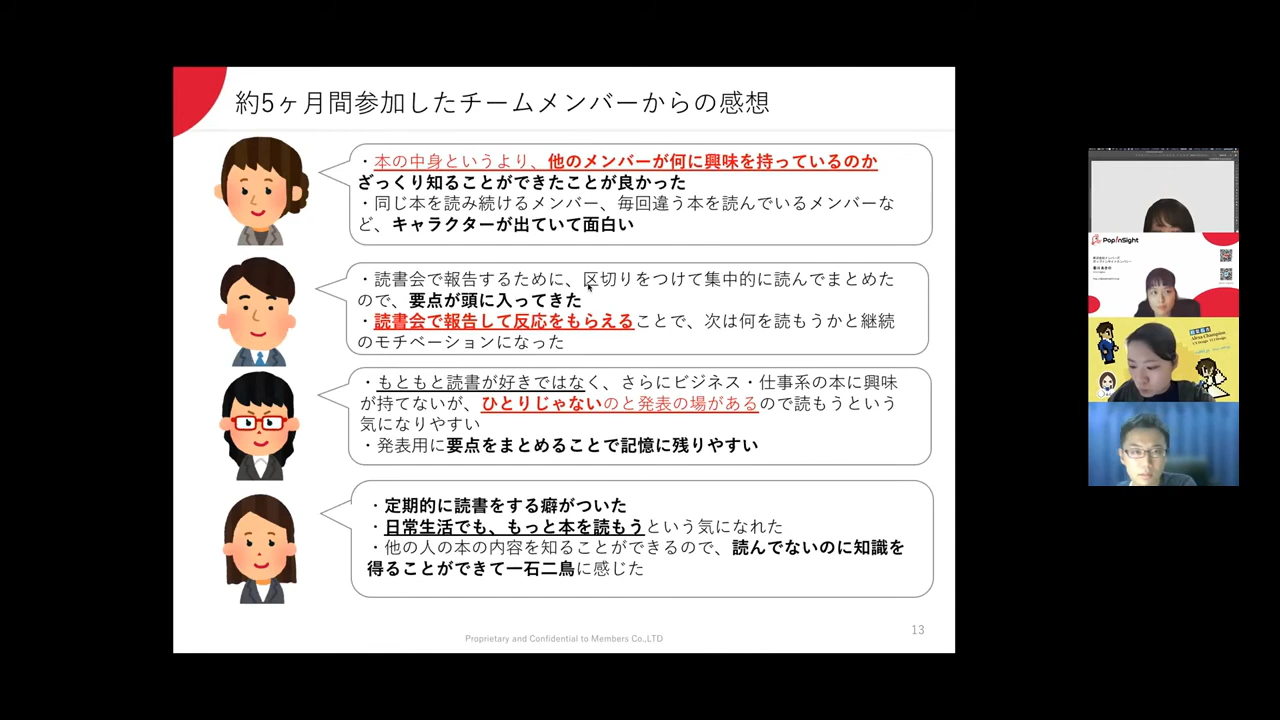 約5ヶ月間参加したチームメンバーからの感想
・本の中身というより、他のメンバーが何に興味を持っているのか
ざっくり知ることができたことが良かった
・同じ本を読み続けるメンバー、毎回違う本を読んでいるメンバーな
ど、キャラクターが出ていて面白い
・読書会で報告するために、区切りをつけて集中的に読んでまとめた
ので、要点が頭に入ってきた
・読書会で報告して反応をもらえることで、次は何を読もうかと継続
のモチベーションになった
・もともと読書が好きではなく、さらにビジネス・仕事系の本に興味
が持てないが、ひとりじゃないのと発表の場があるので読もうという
気になりやすい
・発表用に要点をまとめることで記憶に残りやすい
・定期的に読書をする癖がついた
・日常生活でも、もっと本を読もうという気になれた
・他の人の本の内容を知ることができるので、読んでないのに知識を
得ることができて一石二鳥に感じた
Proprietary and Confidential to Members Co.,LTD
13
PopInSight